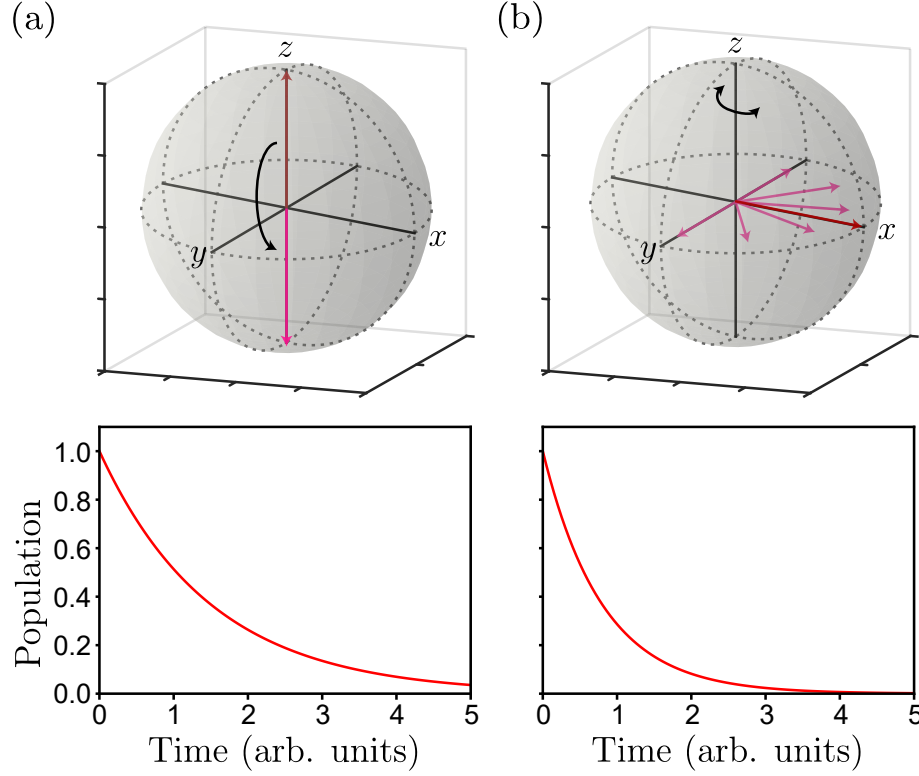 (a)
(b)
z
z
y
x
y
x
Population
1.0
0.8
0.6
0.4
0.2
0.0
0 1 2 3 4 5
0 1 2 3 4 5
Time (arb. units)
Time (arb. units)